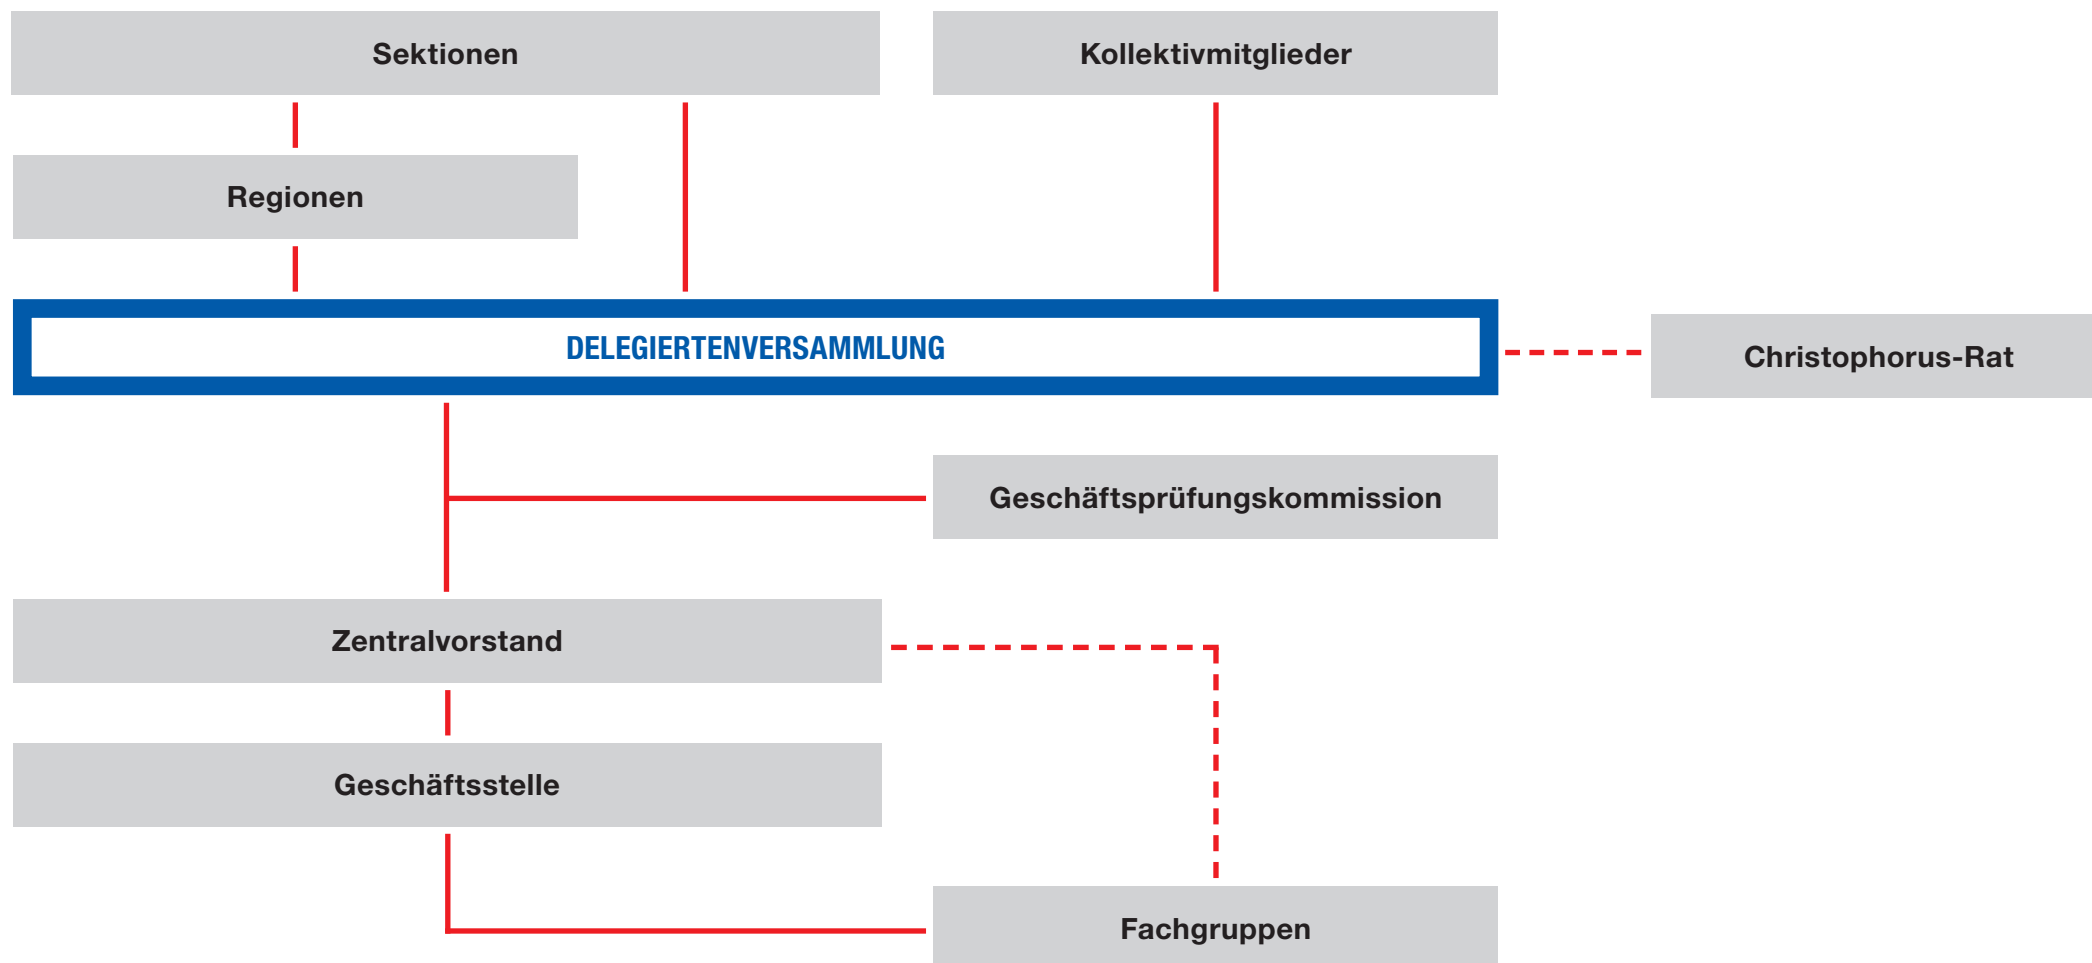 Sektionen
Kollektivmitglieder
Regionen
DELEGIERTENVERSAMMLUNG
Christophorus-Rat
Geschäftsprüfungskommission
Zentralvorstand
Geschäftsstelle
Fachgruppen